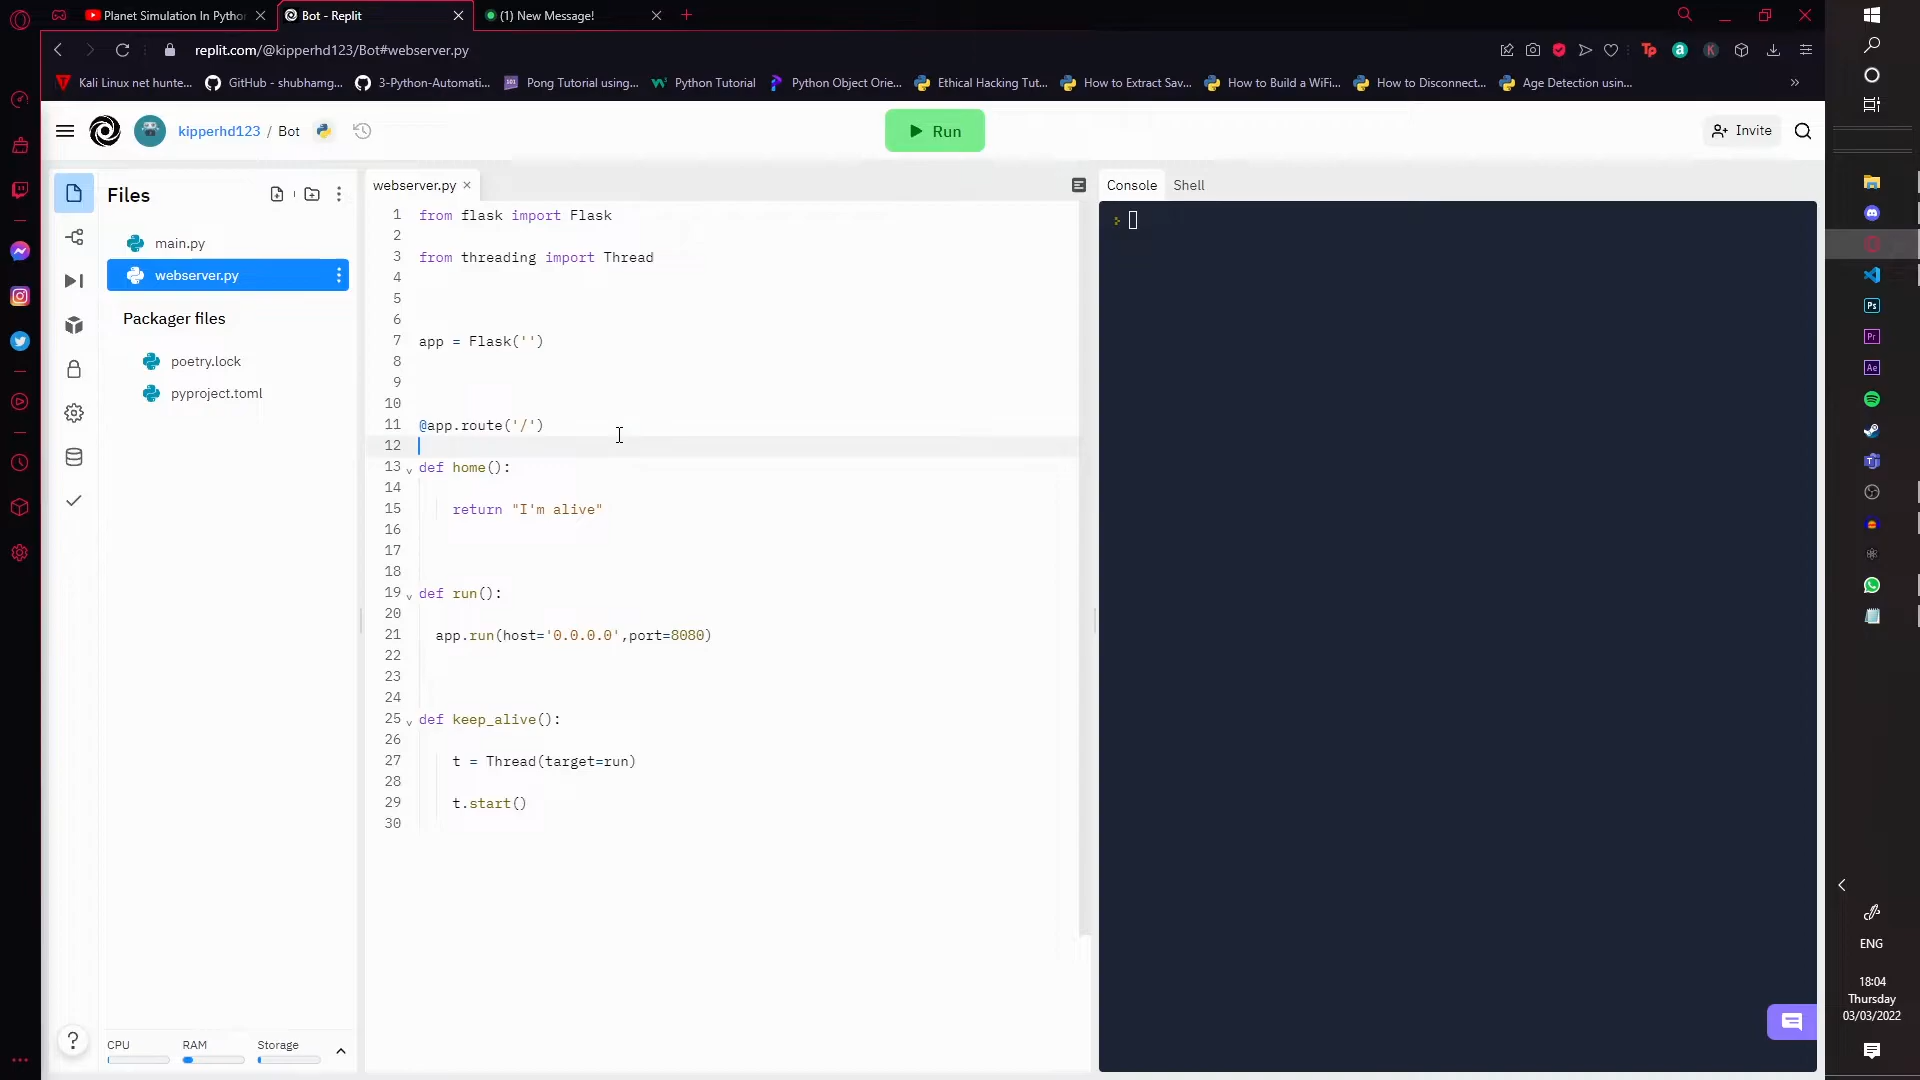 Planet Simulation In Pytho
Bot - Replit
(1) New Message!
replit.com/@kipperhd123/Bot#webserver.py
Kali Linux net hunte...
GitHub - shubhamg...
3-Python-Automati...
Pong Tutorial using...
Python Tutorial
Python Object Orie...
Ethical Hacking Tut...
How to Extract Sav...
How to Build a WiFi...
How to Disconnect...
Age Detection usin...
kipperhd123 / Bot
Run
Invite
Files
main.py
webserver.py
Packager files
poetry.lock
pyproject.toml
CPU
RAM
Storage
webserver.py
1 from flask import Flask
2
3 from threading import Thread
4
5
6
7 app = Flask('')
8
9
10
11 @app.route('/')
12
13 def home():
14
15 return "I'm alive"
16
17
18
19 def run():
20
21 app.run(host='0.0.0.0',port=8080)
22
23
24
25 def keep_alive():
26
27 t = Thread(target=run)
28
29 t.start()
30
Console
Shell
Tp
a
K
Ps
Pr
Ae
ENG
18:04
Thursday
03/03/2022